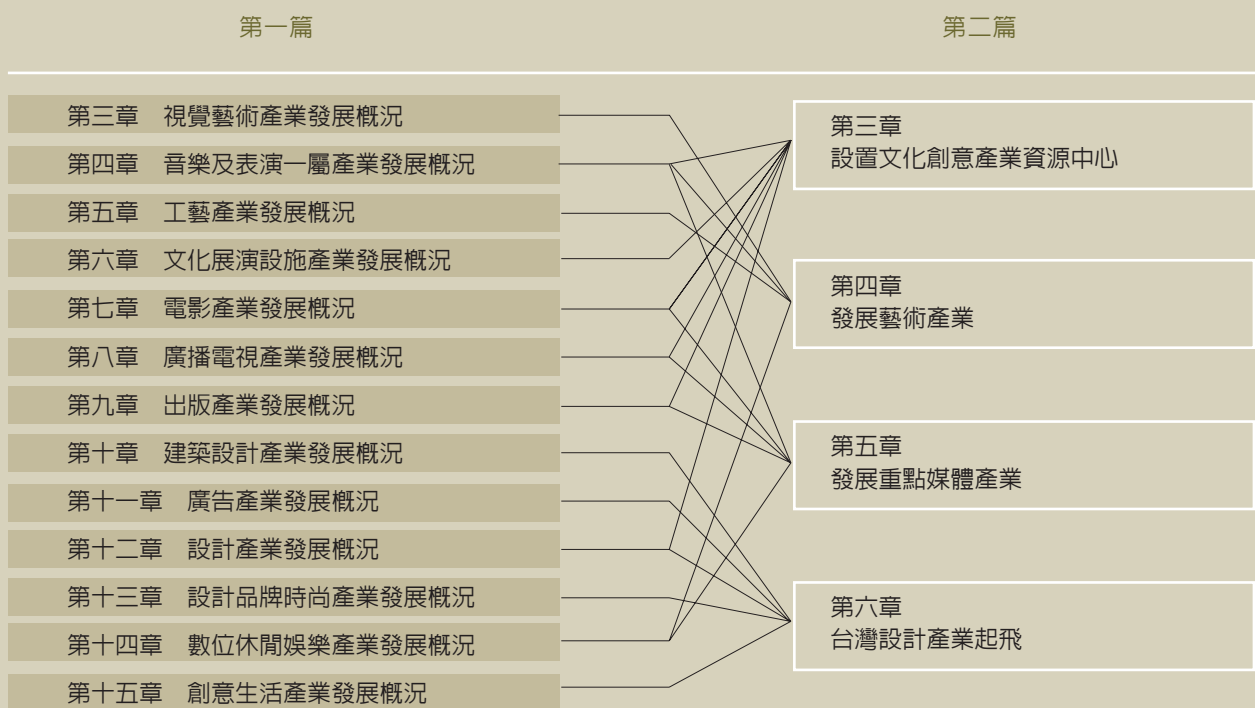 第一篇
第二篇
第三章　視覺藝術產業發展概況
第四章　音樂及表演一屬產業發展概況
第五章　工藝產業發展概況
第六章　文化展演設施產業發展概況
第七章　電影產業發展概況
第八章　廣播電視產業發展概況
第九章　出版產業發展概況
第十章　建築設計產業發展概況
第十一章　廣告產業發展概況
第十二章　設計產業發展概況
第十三章　設計品牌時尚產業發展概況
第十四章　數位休閒娛樂產業發展概況
第十五章　創意生活產業發展概況
第三章
設置文化創意產業資源中心
第四章
發展藝術產業
第五章
發展重點媒體產業
第六章
台灣設計產業起飛